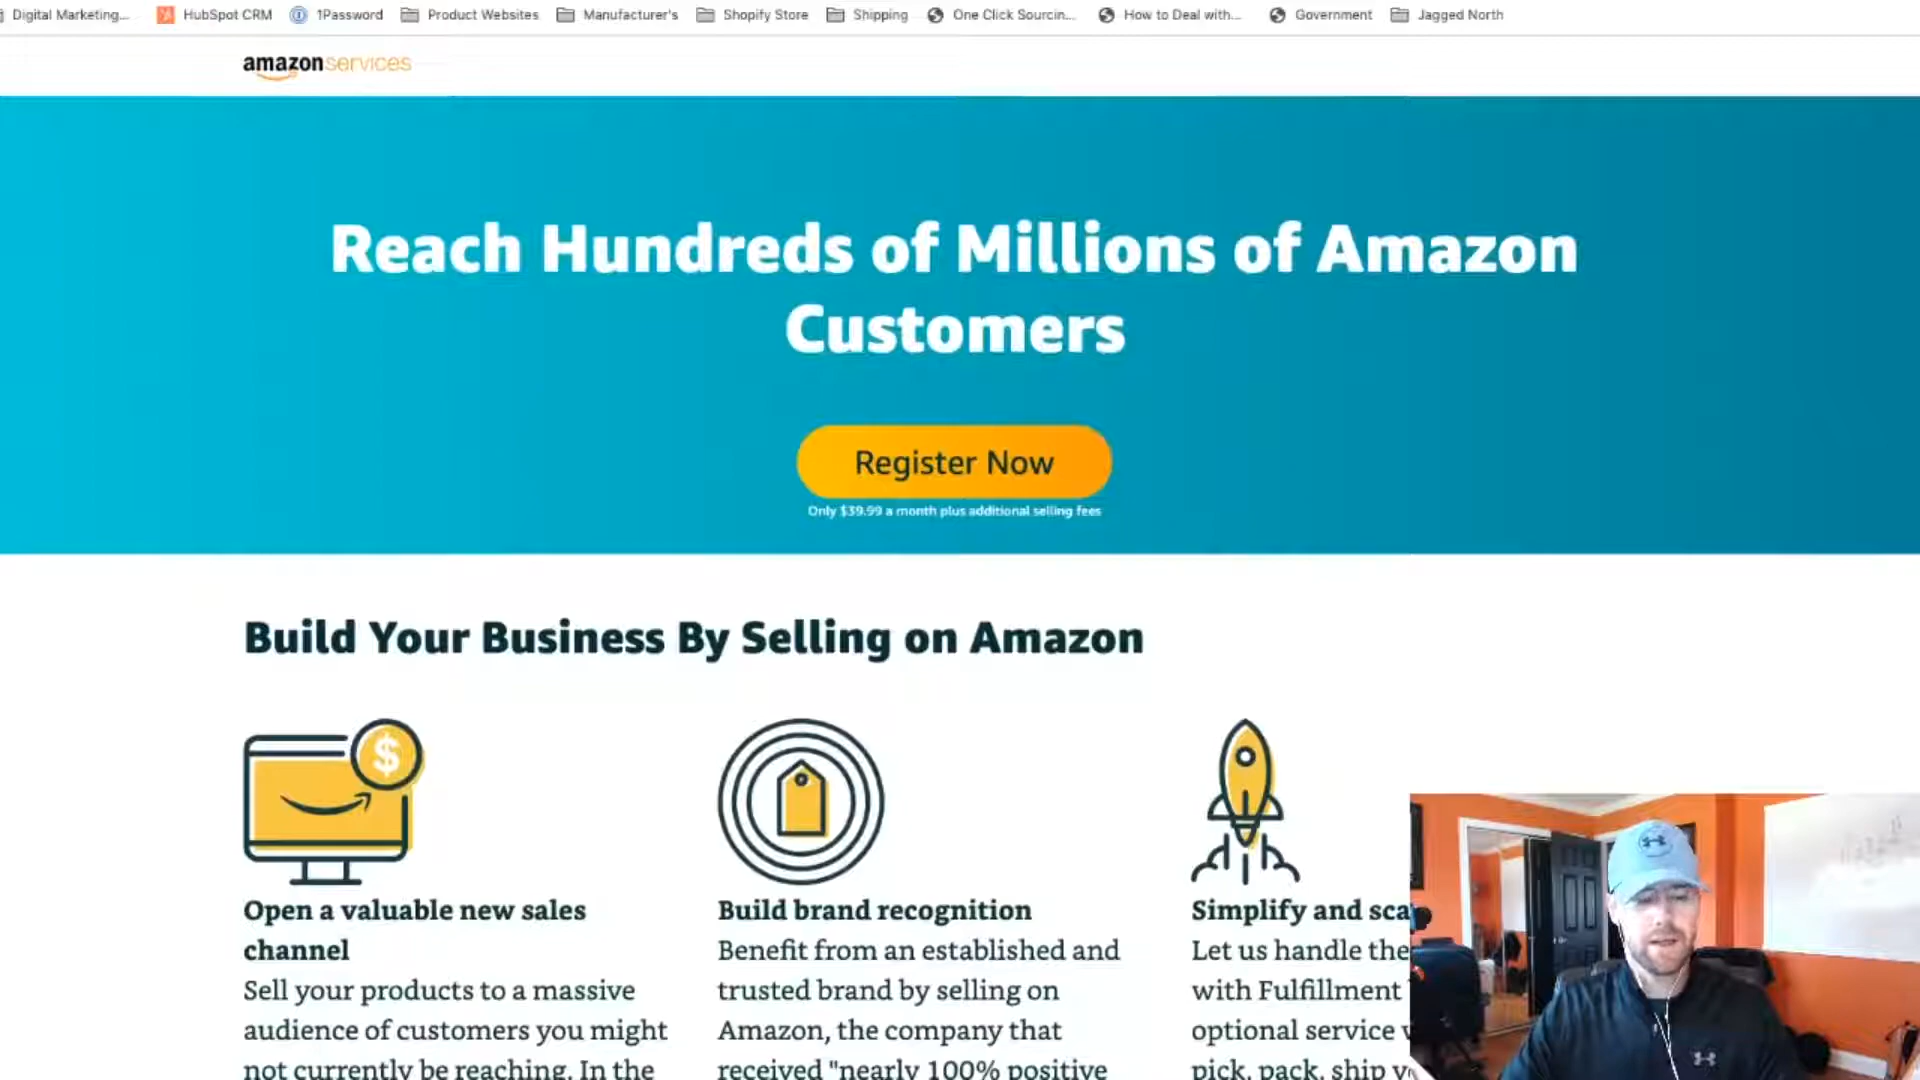 Digital Marketing... HubSpot CRM 1Password Product Websites Manufacturer's Shopify Store Shipping One Click Sourcin... How to Deal with... Government Jagged North
amazonservices
Reach Hundreds of Millions of Amazon
Customers
Register Now
Only $39.99 a month plus additional selling fees
Build Your Business By Selling on Amazon
$
Open a valuable new sales
channel
Sell your products to a massive
audience of customers you might
not currently be reaching. In the
Build brand recognition
Benefit from an established and
trusted brand by selling on
Amazon, the company that
received "nearly 100% positive
Simplify and sca
Let us handle the
with Fulfillment
optional service
pick, pack, ship